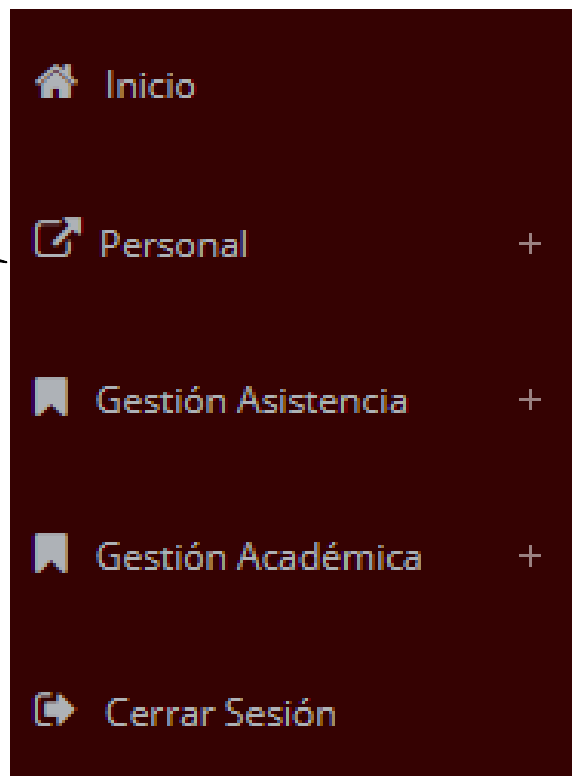 Inicio
Personal +
Gestión Asistencia +
Gestión Académica +
Cerrar Sesión